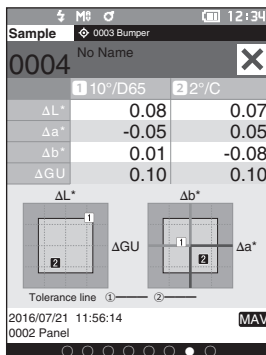 M 12:34
Sample 0003 Bumper
0004 No Name
1 10°/D65 2 2°/C
ΔL* 0.08 0.07
Δa* -0.05 0.05
Δb* 0.01 -0.08
ΔGU 0.10 0.10
ΔL* Δb*
1
ΔGU 1 Δa*
2 2
Tolerance line ① ②
2016/07/21 11:56:14 MAV
0002 Panel